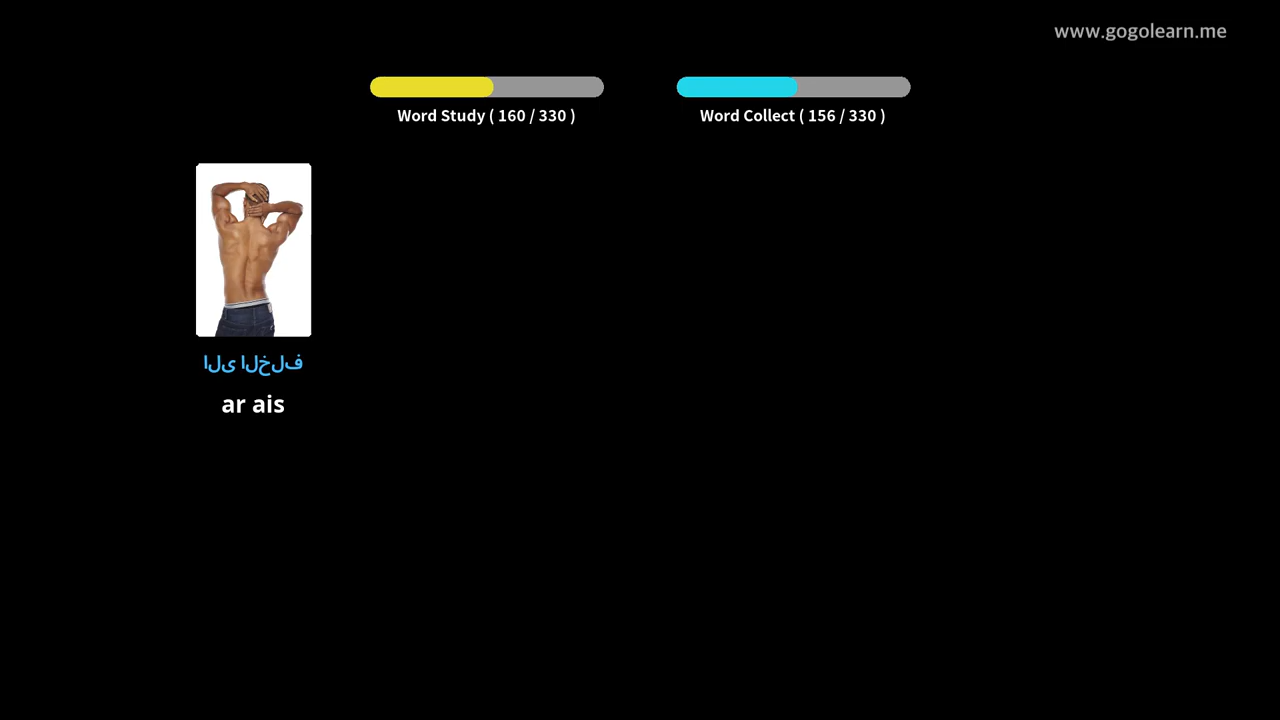 www.gogolearn.me
Word Study ( 160 / 330 )
Word Collect ( 156 / 330 )
الى الخلف
ar ais